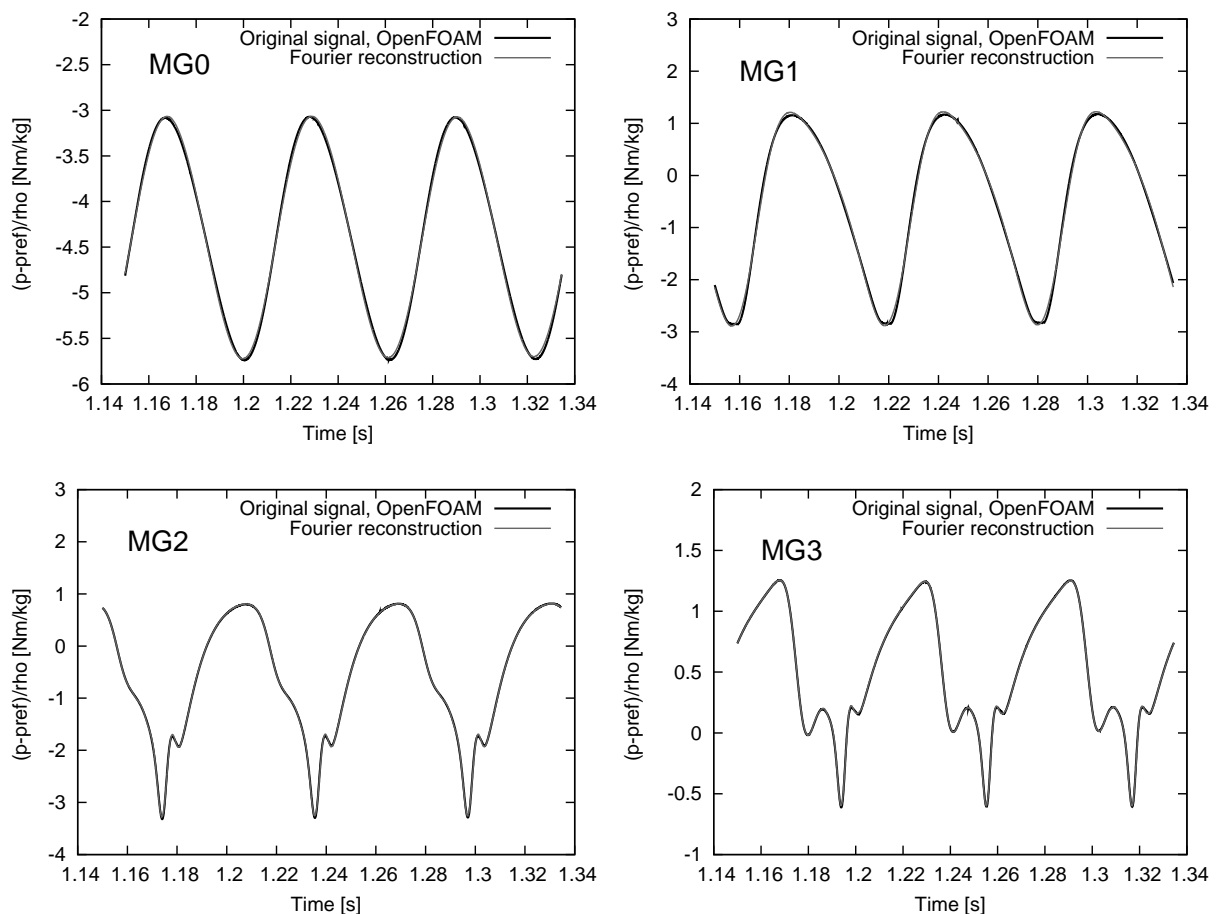 Original signal, OpenFOAM
Fourier reconstruction
MG0
(p-pref)/rho [Nm/kg]
-2
-2.5
-3
-3.5
-4
-4.5
-5
-5.5
-6
1.14 1.16 1.18 1.2 1.22 1.24 1.26 1.28 1.3 1.32 1.34
Time [s]
Original signal, OpenFOAM
Fourier reconstruction
MG1
(p-pref)/rho [Nm/kg]
3
2
1
0
-1
-2
-3
-4
1.14 1.16 1.18 1.2 1.22 1.24 1.26 1.28 1.3 1.32 1.34
Time [s]
Original signal, OpenFOAM
Fourier reconstruction
MG2
(p-pref)/rho [Nm/kg]
3
2
1
0
-1
-2
-3
-4
1.14 1.16 1.18 1.2 1.22 1.24 1.26 1.28 1.3 1.32 1.34
Time [s]
Original signal, OpenFOAM
Fourier reconstruction
MG3
(p-pref)/rho [Nm/kg]
2
1.5
1
0.5
0
-0.5
-1
1.14 1.16 1.18 1.2 1.22 1.24 1.26 1.28 1.3 1.32 1.34
Time [s]